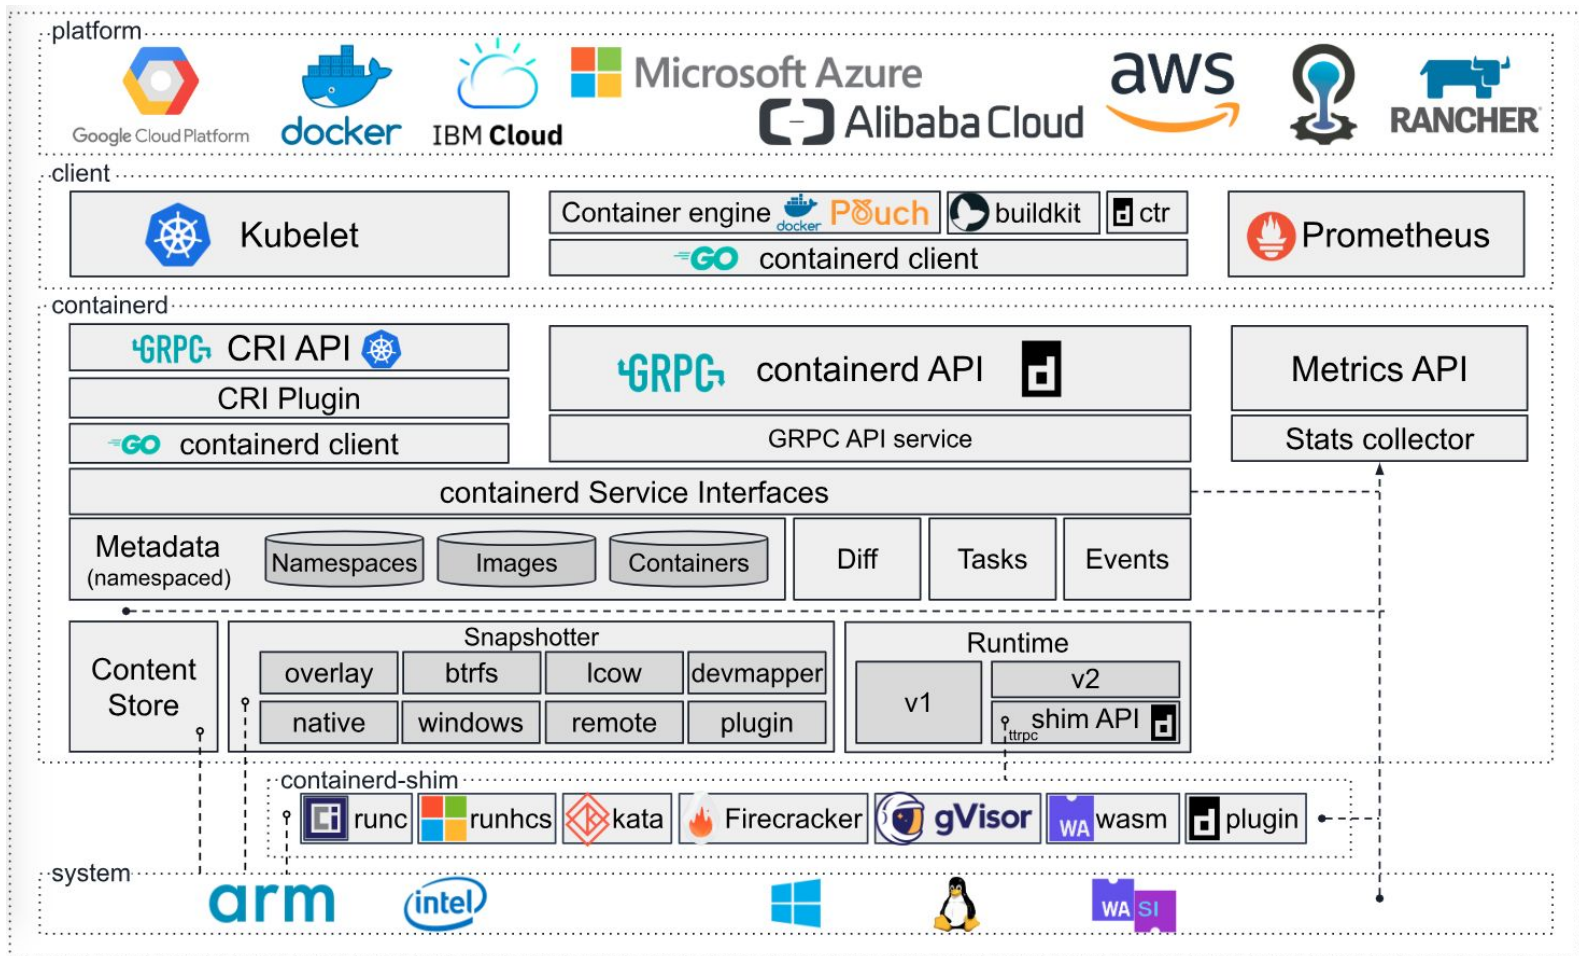 platform
Google Cloud Platform
docker
IBM Cloud
Microsoft Azure
Alibaba Cloud
aws
RANCHER
client
Kubelet
Container engine docker Pouch
buildkit
ctr
GO containerd client
Prometheus
containerd
GRPC CRI API
CRI Plugin
GO containerd client
GRPC containerd API d
GRPC API service
Metrics API
Stats collector
containerd Service Interfaces
Metadata
(namespaced)
Namespaces
Images
Containers
Diff
Tasks
Events
Content
Store
Snapshotter
overlay
btrfs
lcow
devmapper
native
windows
remote
plugin
Runtime
v1
v2
shim API d
ttrpc
containerd-shim
Ci runc
runhcs
kata
Firecracker
gVisor
WA wasm
d plugin
system
arm
intel
WA SI